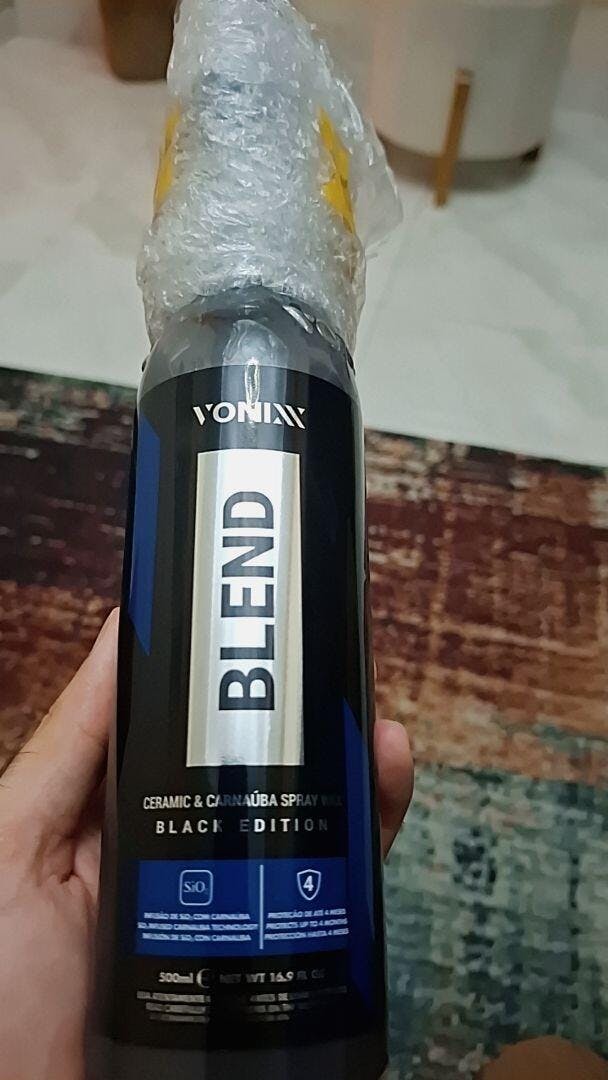 VONIXX
BLEND
CERAMIC & CARNAÚBA SPRAY WAX
BLACK EDITION
SiO₂
4
INFUSÃO DE SiO₂ COM CARNAÚBA
SiO₂ INFUSED CARNAUBA TECHNOLOGY
INFUSION DE SiO₂ CON CARNAUBA
PROTEÇÃO DE ATÉ 4 MESES
PROTECTS UP TO 4 MONTHS
PROTECCIÓN HASTA 4 MESES
500ml e NET WT 16.9 FL OZ